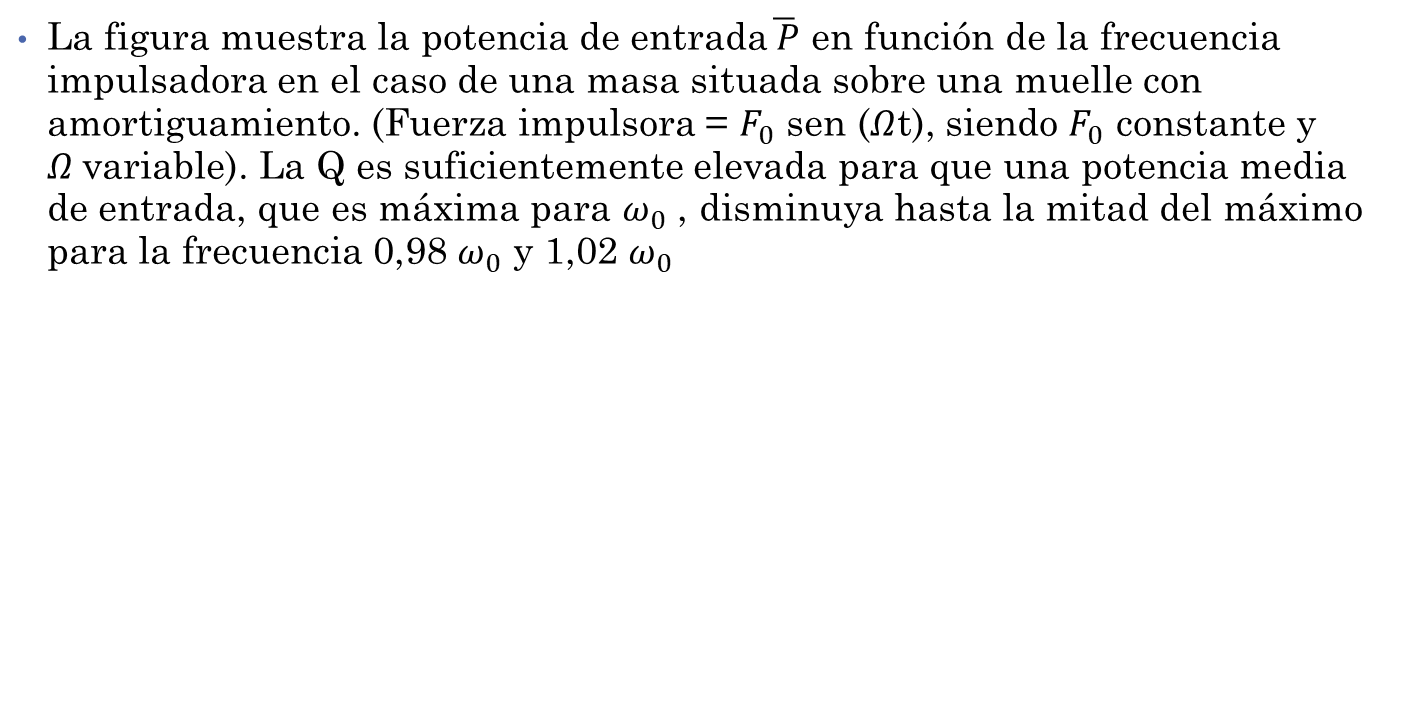 • La figura muestra la potencia de entrada P̅ en función de la frecuencia
impulsadora en el caso de una masa situada sobre una muelle con
amortiguamiento. (Fuerza impulsora = F₀ sen (Ωt), siendo F₀ constante y
Ω variable). La Q es suficientemente elevada para que una potencia media
de entrada, que es máxima para ω₀ , disminuya hasta la mitad del máximo
para la frecuencia 0,98 ω₀ y 1,02 ω₀